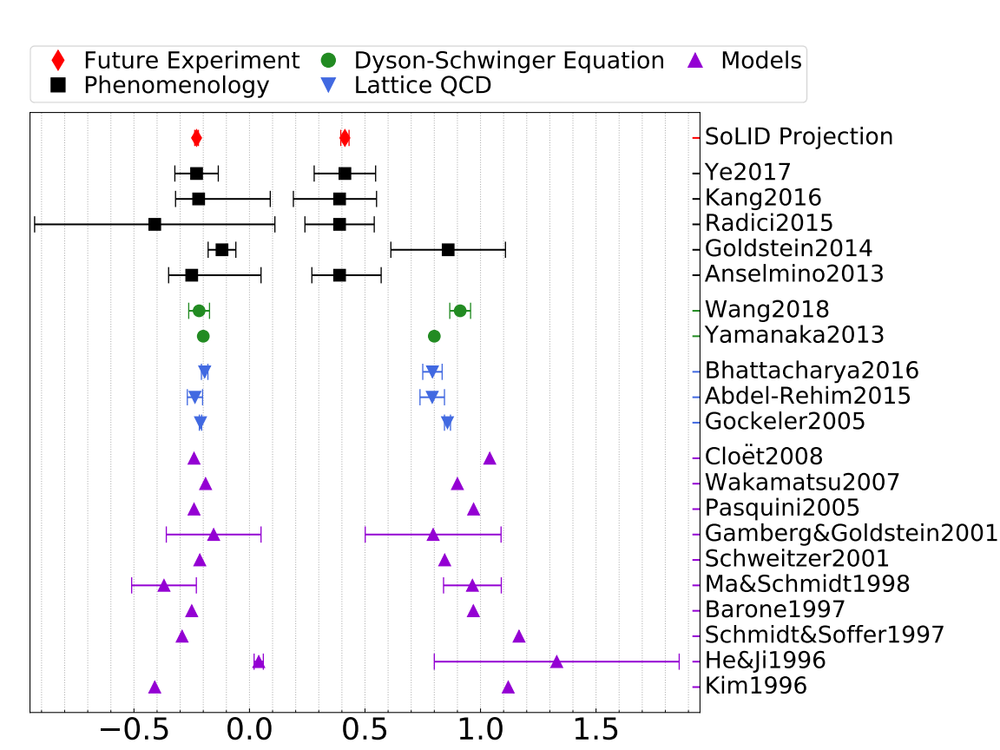 Future Experiment Dyson-Schwinger Equation Models
Phenomenology Lattice QCD
SoLID Projection
Ye2017
Kang2016
Radici2015
Goldstein2014
Anselmino2013
Wang2018
Yamanaka2013
Bhattacharya2016
Abdel-Rehim2015
Gockeler2005
Cloët2008
Wakamatsu2007
Pasquini2005
Gamberg&Goldstein2001
Schweitzer2001
Ma&Schmidt1998
Barone1997
Schmidt&Soffer1997
He&Ji1996
Kim1996
−0.5 0.0 0.5 1.0 1.5